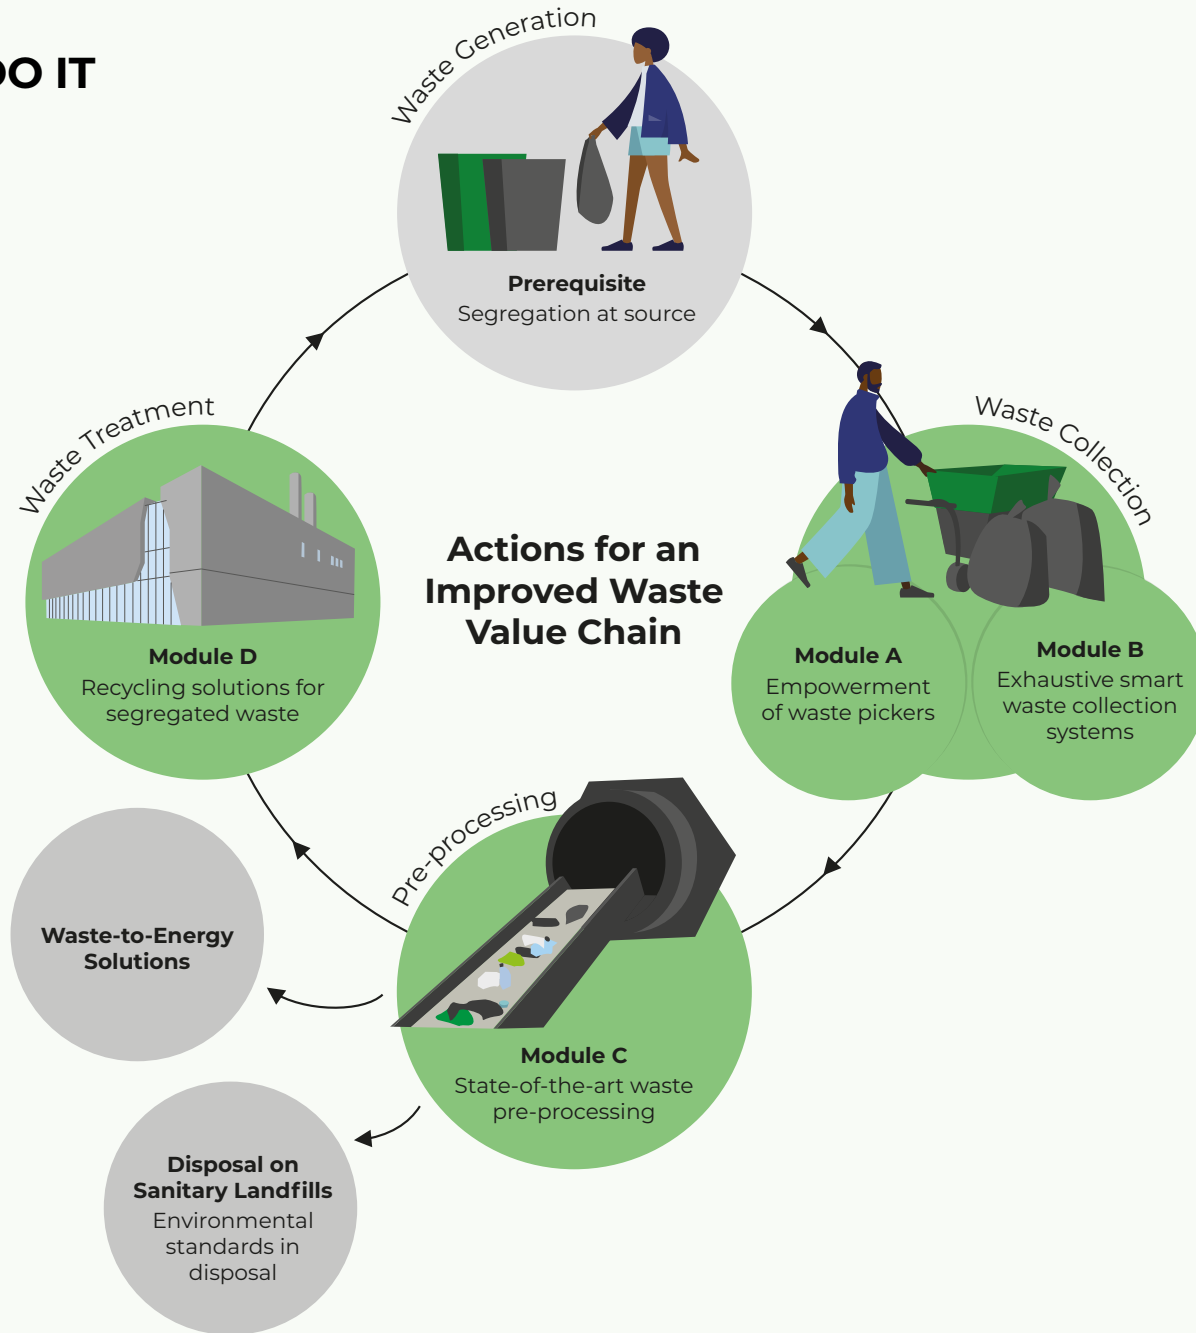 DO IT
Waste Generation
Prerequisite
Segregation at source
Waste Collection
Module A
Empowerment
of waste pickers
Module B
Exhaustive smart
waste collection
systems
Actions for an
Improved Waste
Value Chain
Waste Treatment
Module D
Recycling solutions for
segregated waste
Pre-processing
Module C
State-of-the-art waste
pre-processing
Waste-to-Energy
Solutions
Disposal on
Sanitary Landfills
Environmental
standards in
disposal